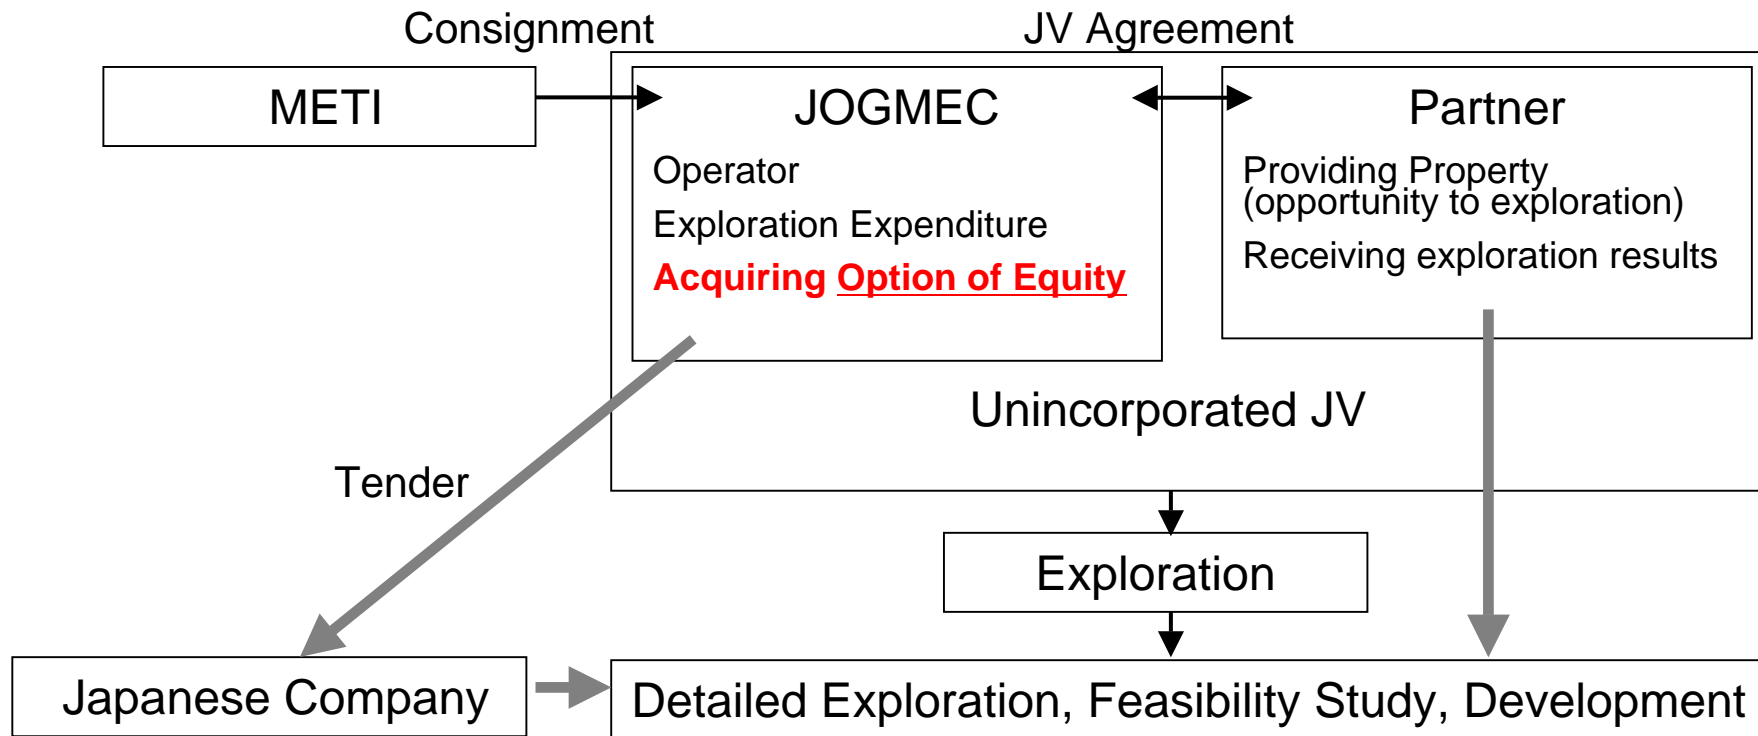 Consignment
JV Agreement
METI
JOGMEC
Operator
Exproration Expenditure
Acquiring Option of Equity
Partner
Providing Property
(opportunity to exploration)
Receiving exploration results
Unincorporated JV
Tender
Exploration
Japanese Company
Detailed Exploration, Feasibility Study, Development